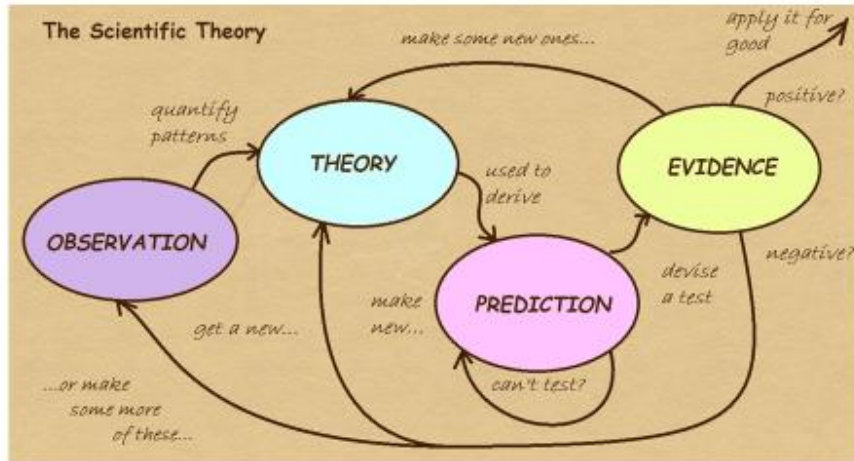 The Scientific Theory
make some new ones...
apply it for
good
positive?
quantify
patterns
THEORY
used to
derive
EVIDENCE
OBSERVATION
negative?
devise
a test
make
new...
PREDICTION
get a new...
can't test?
...or make
some more
of these...